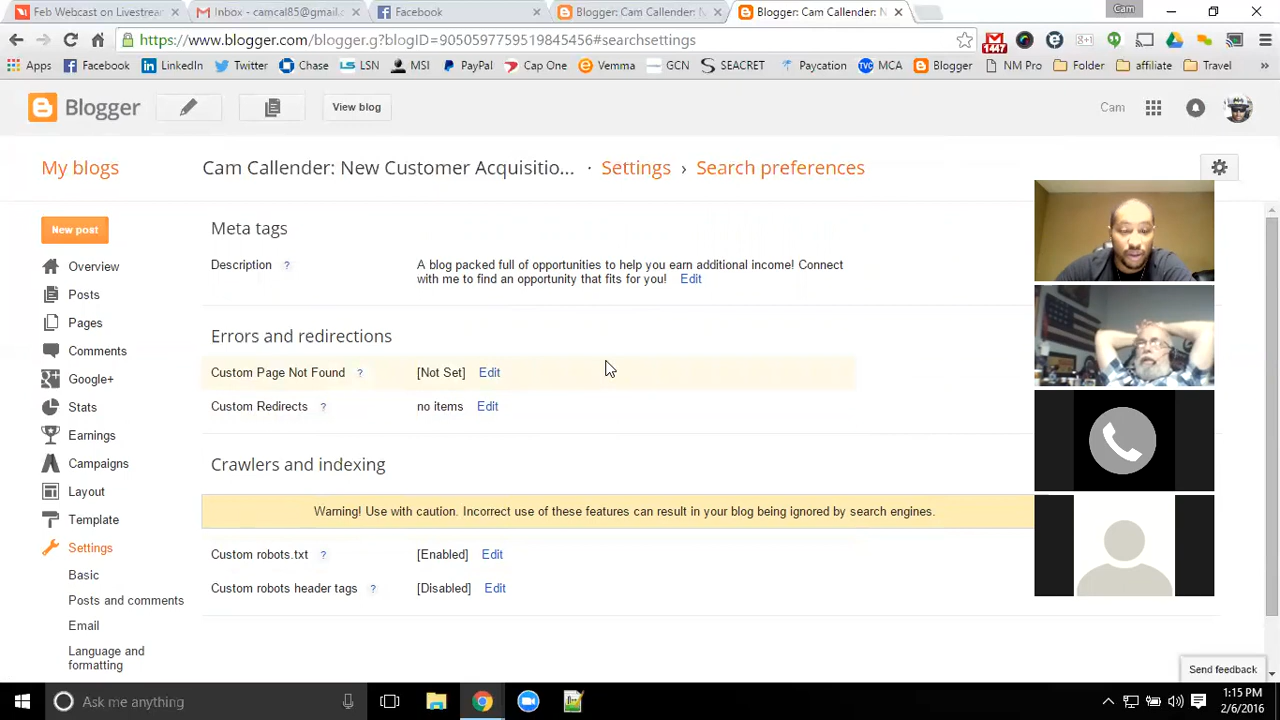 Feb Webcast on Livestream
Inbox - camcal85@gmail.c
Facebook
Blogger: Cam Callender: N
Blogger: Cam Callender: N
Cam
https://www.blogger.com/blogger.g?blogID=9050597759519845456#searchsettings
1447
Apps
Facebook
LinkedIn
Twitter
Chase
LSN
MSI
PayPal
Cap One
Vemma
GCN
SEACRET
Paycation
MCA
Blogger
NM Pro
Folder
affiliate
Travel
»
Blogger
View blog
Cam
My blogs
Cam Callender: New Customer Acquisitio... · Settings › Search preferences
New post
Overview
Posts
Pages
Comments
Google+
Stats
Earnings
Campaigns
Layout
Template
Settings
Basic
Posts and comments
Email
Language and
formatting
Meta tags
Description ?
A blog packed full of opportunities to help you earn additional income! Connect
with me to find an opportunity that fits for you! Edit
Errors and redirections
Custom Page Not Found ? [Not Set] Edit
Custom Redirects ? no items Edit
Crawlers and indexing
Warning! Use with caution. Incorrect use of these features can result in your blog being ignored by search engines.
Custom robots.txt ? [Enabled] Edit
Custom robots header tags ? [Disabled] Edit
Send feedback
Ask me anything
1:15 PM
2/6/2016